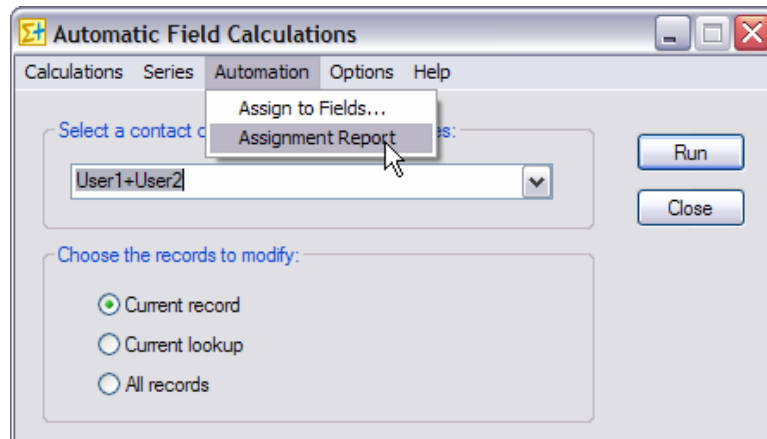 Automatic Field Calculations
Calculations Series Automation Options Help
Assign to Fields...
Assignment Report
Select a contact es:
User1+User2
Run
Close
Choose the records to modify:
Current record
Current lookup
All records